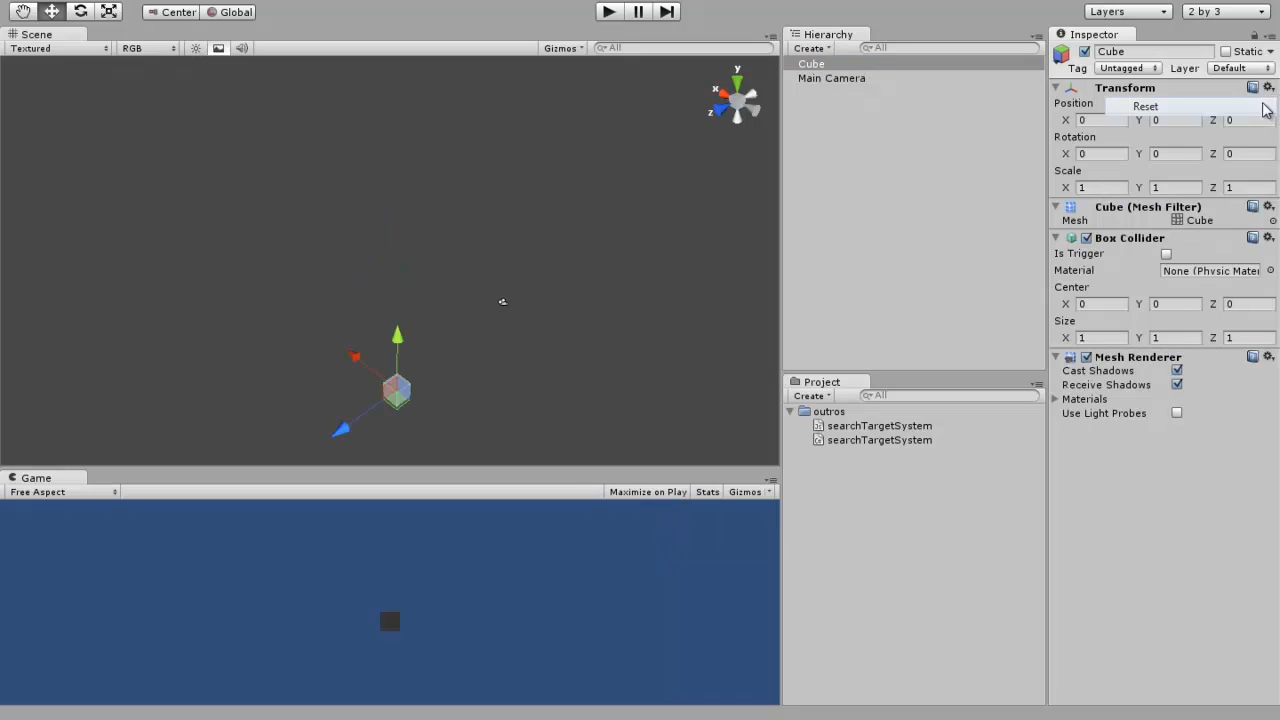 Center Global Layers 2 by 3
Scene
Textured RGB Gizmos All
y
x
z
Hierarchy
Create All
Cube
Main Camera
Inspector
Cube Static
Tag Untagged Layer Default
Transform
Position
Reset
X 0 Y 0 Z 0
Rotation
X 0 Y 0 Z 0
Scale
X 1 Y 1 Z 1
Cube (Mesh Filter)
Mesh Cube
Box Collider
Is Trigger
Material None (Physic Mater
Center
X 0 Y 0 Z 0
Size
X 1 Y 1 Z 1
Mesh Renderer
Cast Shadows
Receive Shadows
Materials
Use Light Probes
Project
Create All
outros
searchTargetSystem
searchTargetSystem
Game
Free Aspect Maximize on Play Stats Gizmos